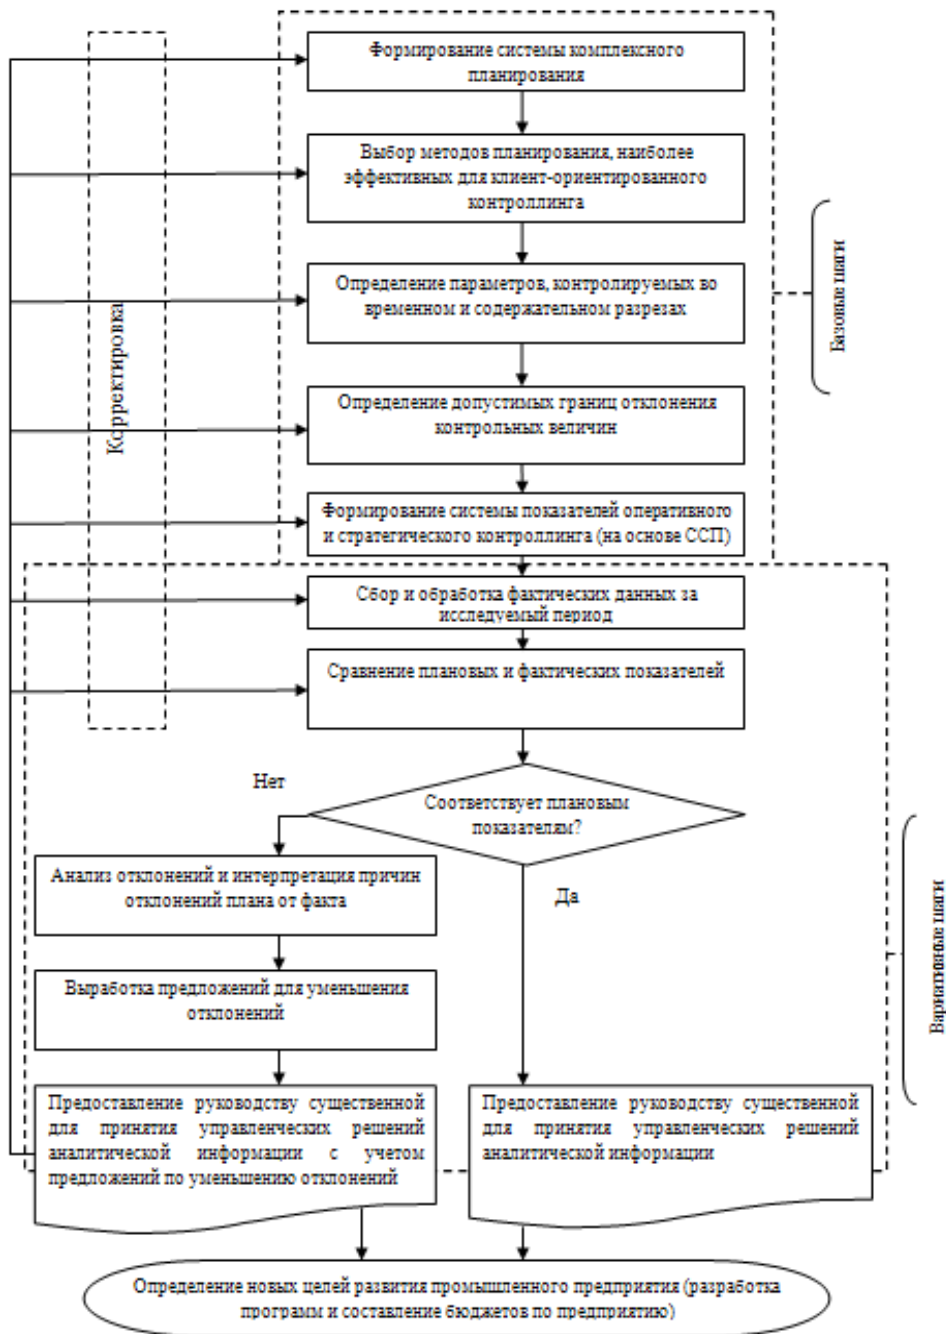 Формирование системы комплексного
планирования
Выбор методов планирования, наиболее
эффективных для клиент-ориентированного
контроллинга
Определение параметров, контролируемых во
временном и содержательном разрезах
Базовые шаги
Корректировка
Определение допустимых границ отклонения
контрольных величин
Формирование системы показателей оперативного
и стратегического контроллинга (на основе ССП)
Сбор и обработка фактических данных за
исследуемый период
Сравнение плановых и фактических показателей
Нет
Соответствует плановым
показателям?
Анализ отклонений и интерпретация причин
отклонений плана от факта
Да
Вариативные шаги
Выработка предложений для уменьшения
отклонений
Предоставление руководству существенной
для принятия управленческих решений
аналитической информации с учетом
предложений по уменьшению отклонений
Предоставление руководству существенной
для принятия управленческих решений
аналитической информации
Определение новых целей развития промышленного предприятия (разработка
программ и составление бюджетов по предприятию)